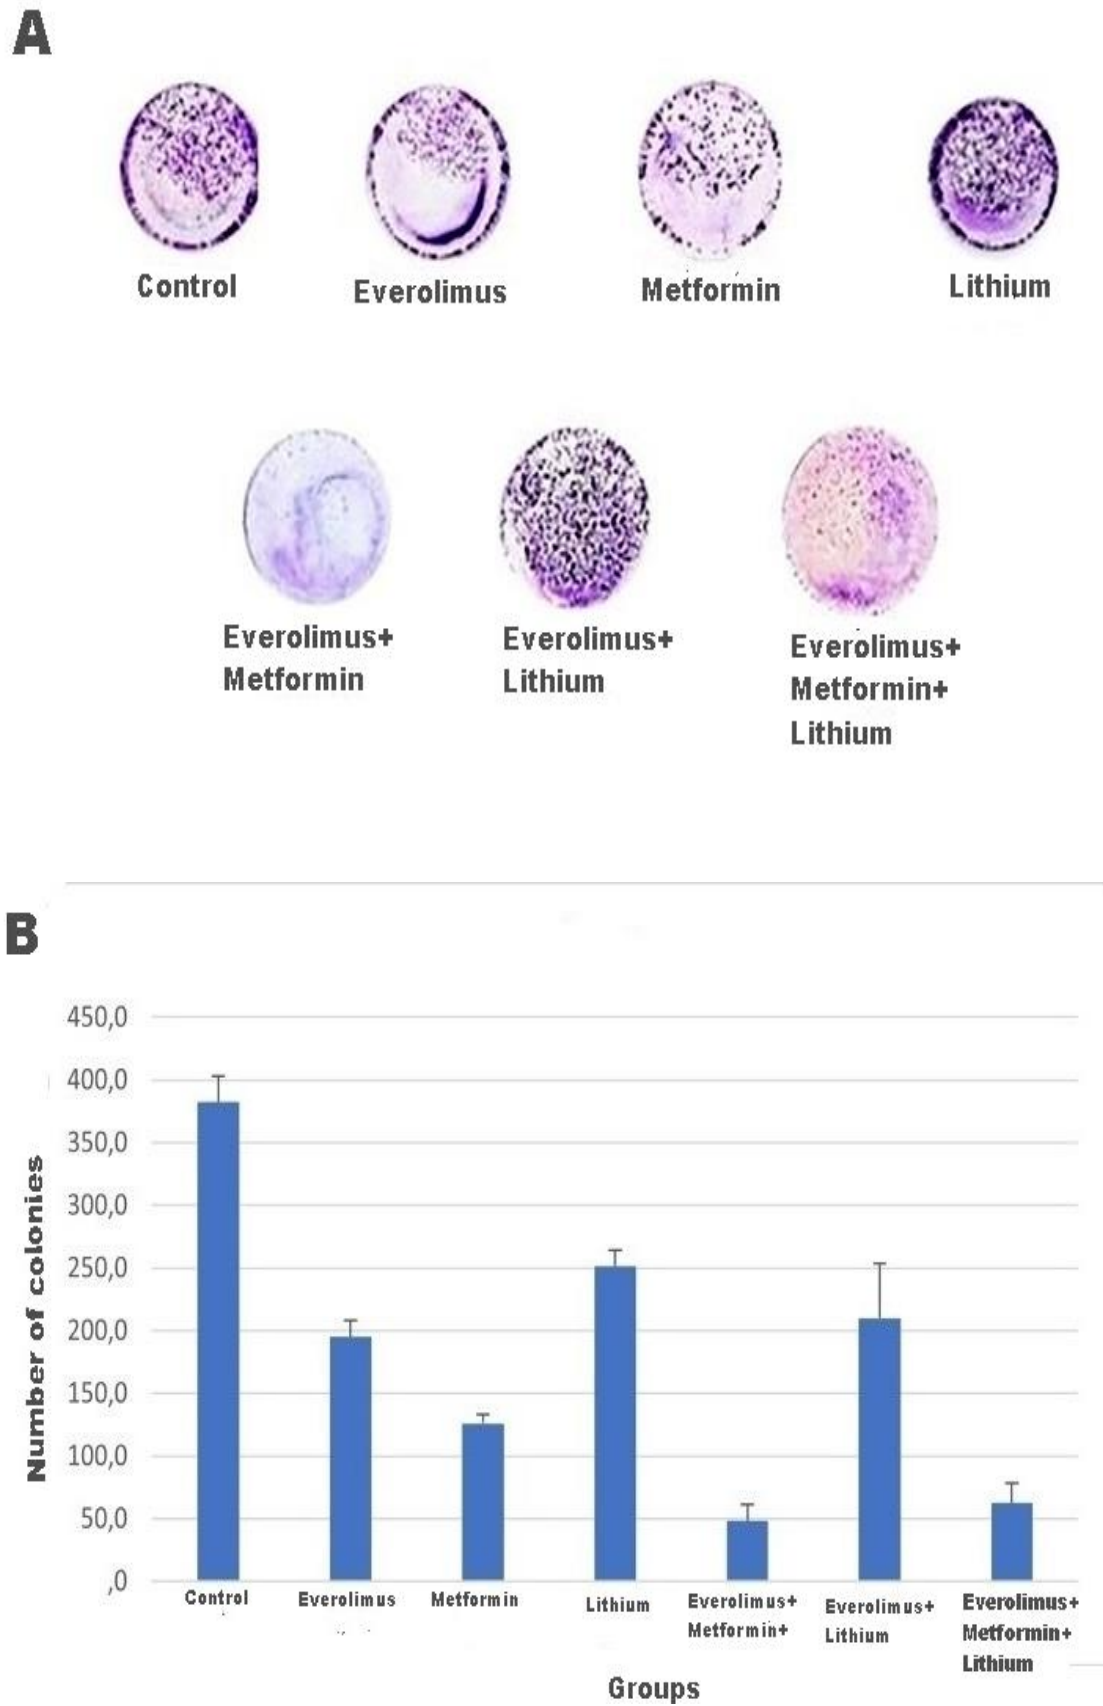 A
Control
Everolimus
Metformin
Lithium
Everolimus+
Metformin
Everolimus+
Lithium
Everolimus+
Metformin+
Lithium
B
450,0
400,0
350,0
300,0
250,0
200,0
150,0
100,0
50,0
,0
Number of colonies
Control
Everolimus
Metformin
Lithium
Everolimus+
Metformin+
Everolimus+
Lithium
Everolimus+
Metformin+
Lithium
Groups